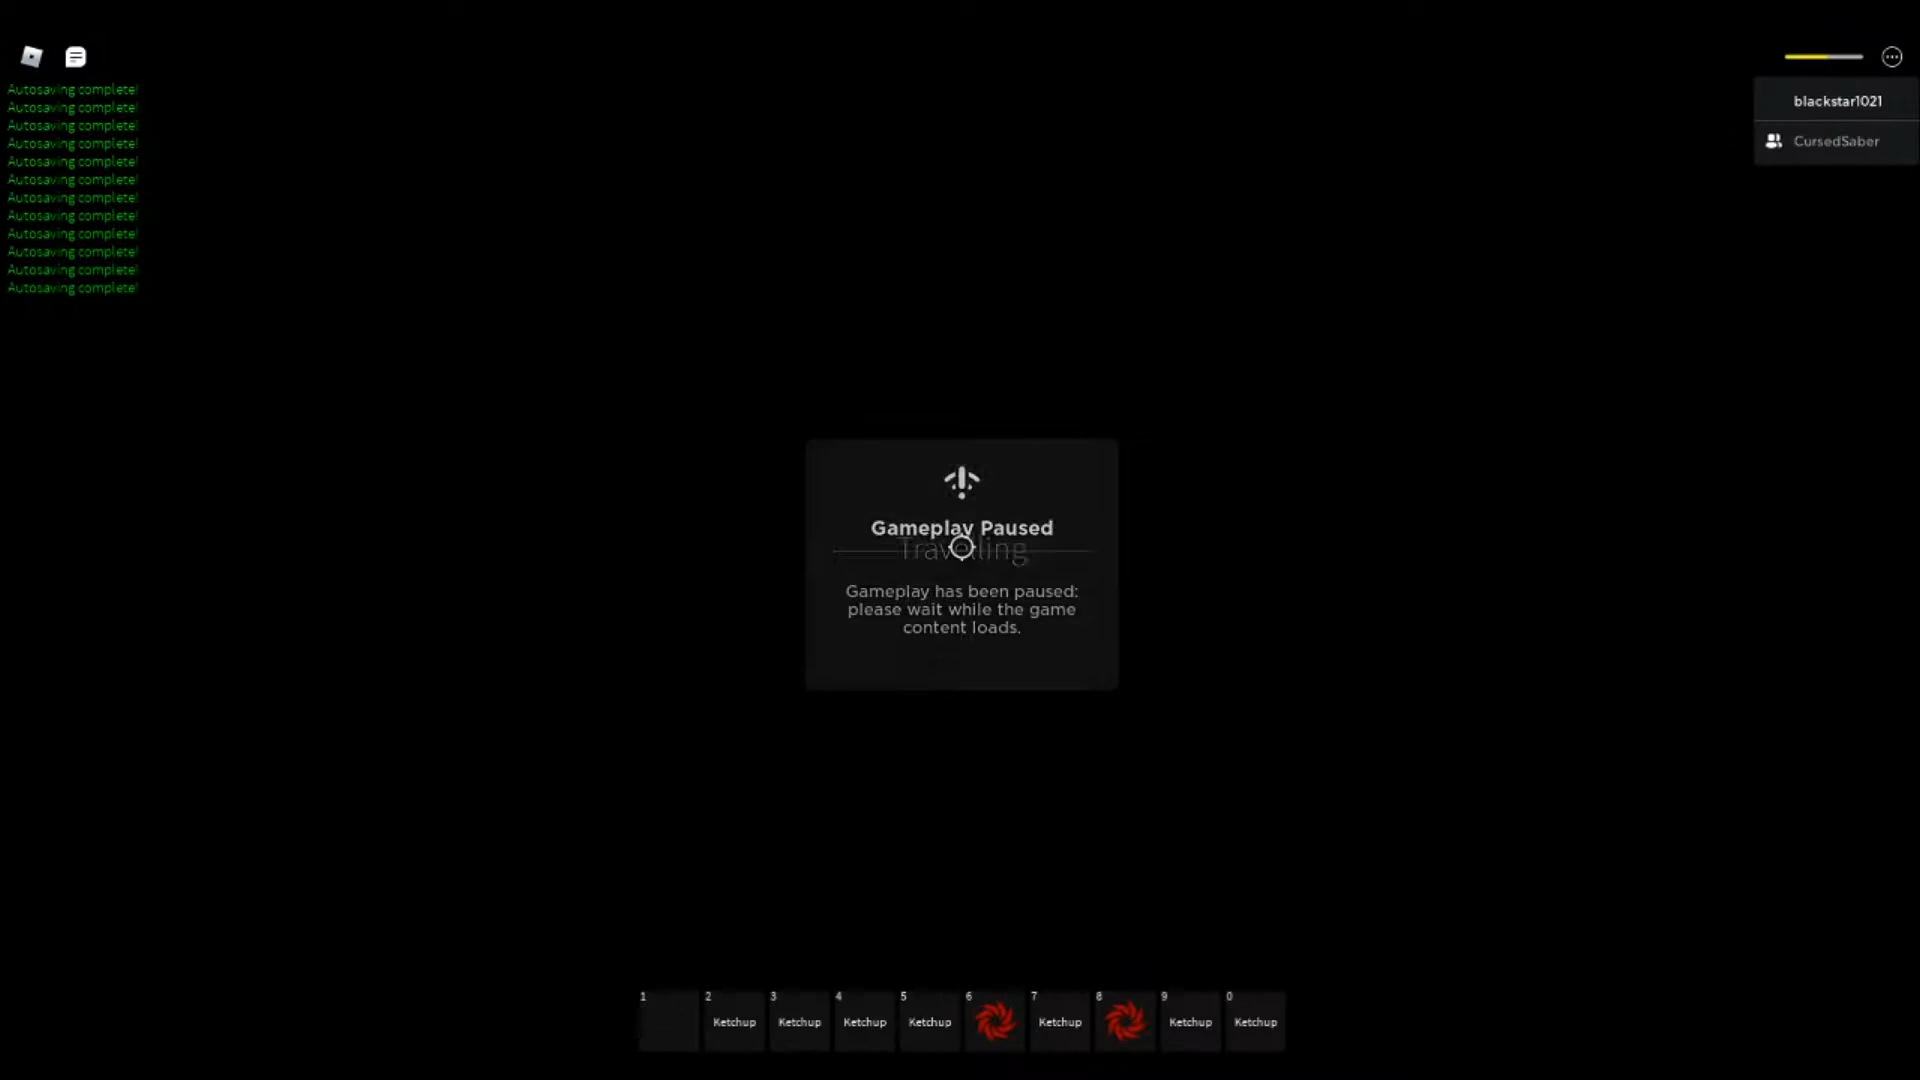 Autosaving complete!
Autosaving complete!
Autosaving complete!
Autosaving complete!
Autosaving complete!
Autosaving complete!
Autosaving complete!
Autosaving complete!
Autosaving complete!
Autosaving complete!
Autosaving complete!
Autosaving complete!
blackstar1021
CursedSaber
Gameplay Paused
Travelling
Gameplay has been paused:
please wait while the game
content loads.
1 2 3 4 5 6 7 8 9 0
Ketchup Ketchup Ketchup Ketchup Ketchup Ketchup Ketchup